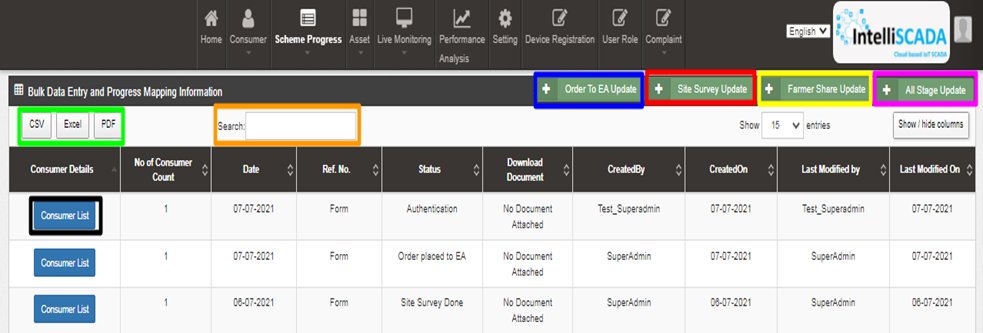 Home Consumer Scheme Progress Asset Live Monitoring Performance Analysis Setting Device Registration User Role Complaint
English
IntelliSCADA
Cloud based IoT SCADA
Bulk Data Entry and Progress Mapping Information
+ Order To EA Update + Site Survey Update + Farmer Share Update + All Stage Update
CSV Excel PDF Search: Show 15 entries Show / hide columns
Consumer Details No of Consumer Count Date Ref. No. Status Download Document CreatedBy CreatedOn Last Modified by Last Modified On
Consumer List 1 07-07-2021 Form Authentication No Document Attached Test_Superadmin 07-07-2021 Test_Superadmin 07-07-2021
Consumer List 1 07-07-2021 Form Order placed to EA No Document Attached SuperAdmin 07-07-2021 SuperAdmin 07-07-2021
Consumer List 1 06-07-2021 Form Site Survey Done No Document Attached SuperAdmin 06-07-2021 SuperAdmin 06-07-2021